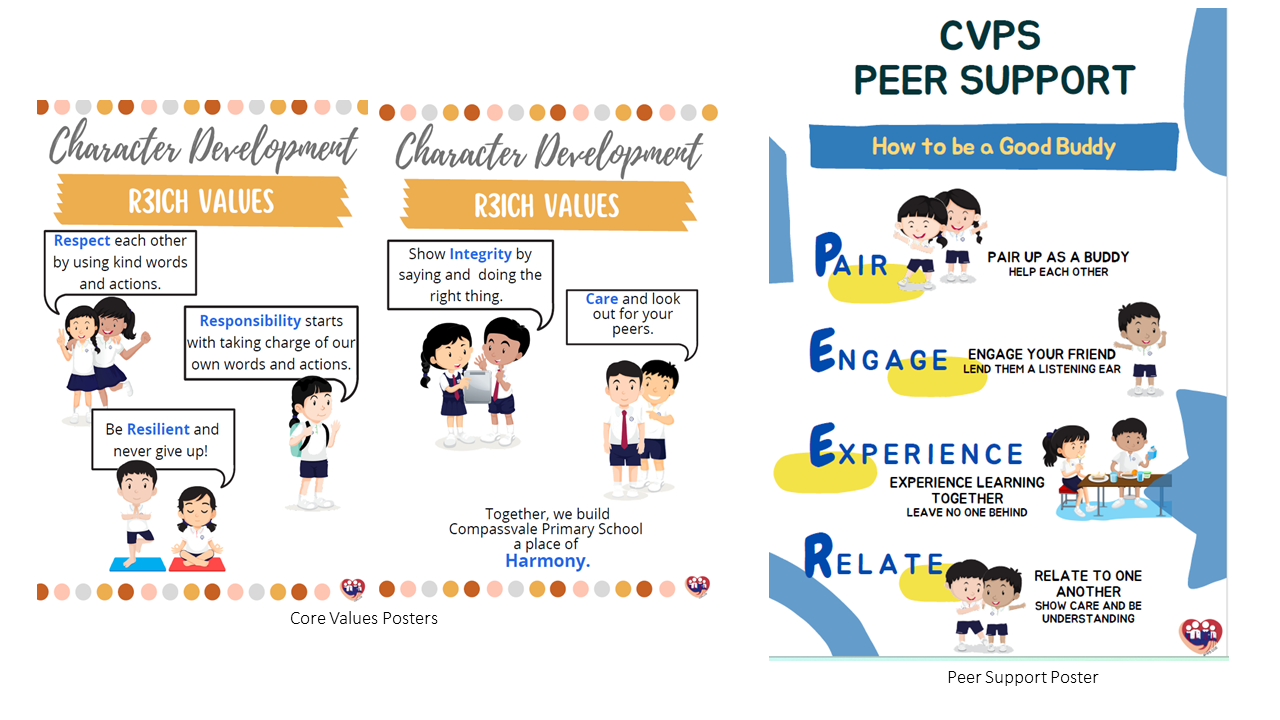 Character Development
R3ICH VALUES
Respect each other
by using kind words
and actions.
Responsibility starts
with taking charge of our
own words and actions.
Be Resilient and
never give up!
Character Development
R3ICH VALUES
Show Integrity by
saying and doing the
right thing.
Care and look
out for your
peers.
Together, we build
Compassvale Primary School
a place of
Harmony.
Core Values Posters
CVPS
PEER SUPPORT
How to be a Good Buddy
PAIR
PAIR UP AS A BUDDY
HELP EACH OTHER
ENGAGE
ENGAGE YOUR FRIEND
LEND THEM A LISTENING EAR
EXPERIENCE
EXPERIENCE LEARNING
TOGETHER
LEAVE NO ONE BEHIND
RELATE
RELATE TO ONE
ANOTHER
SHOW CARE AND BE
UNDERSTANDING
Peer Support Poster